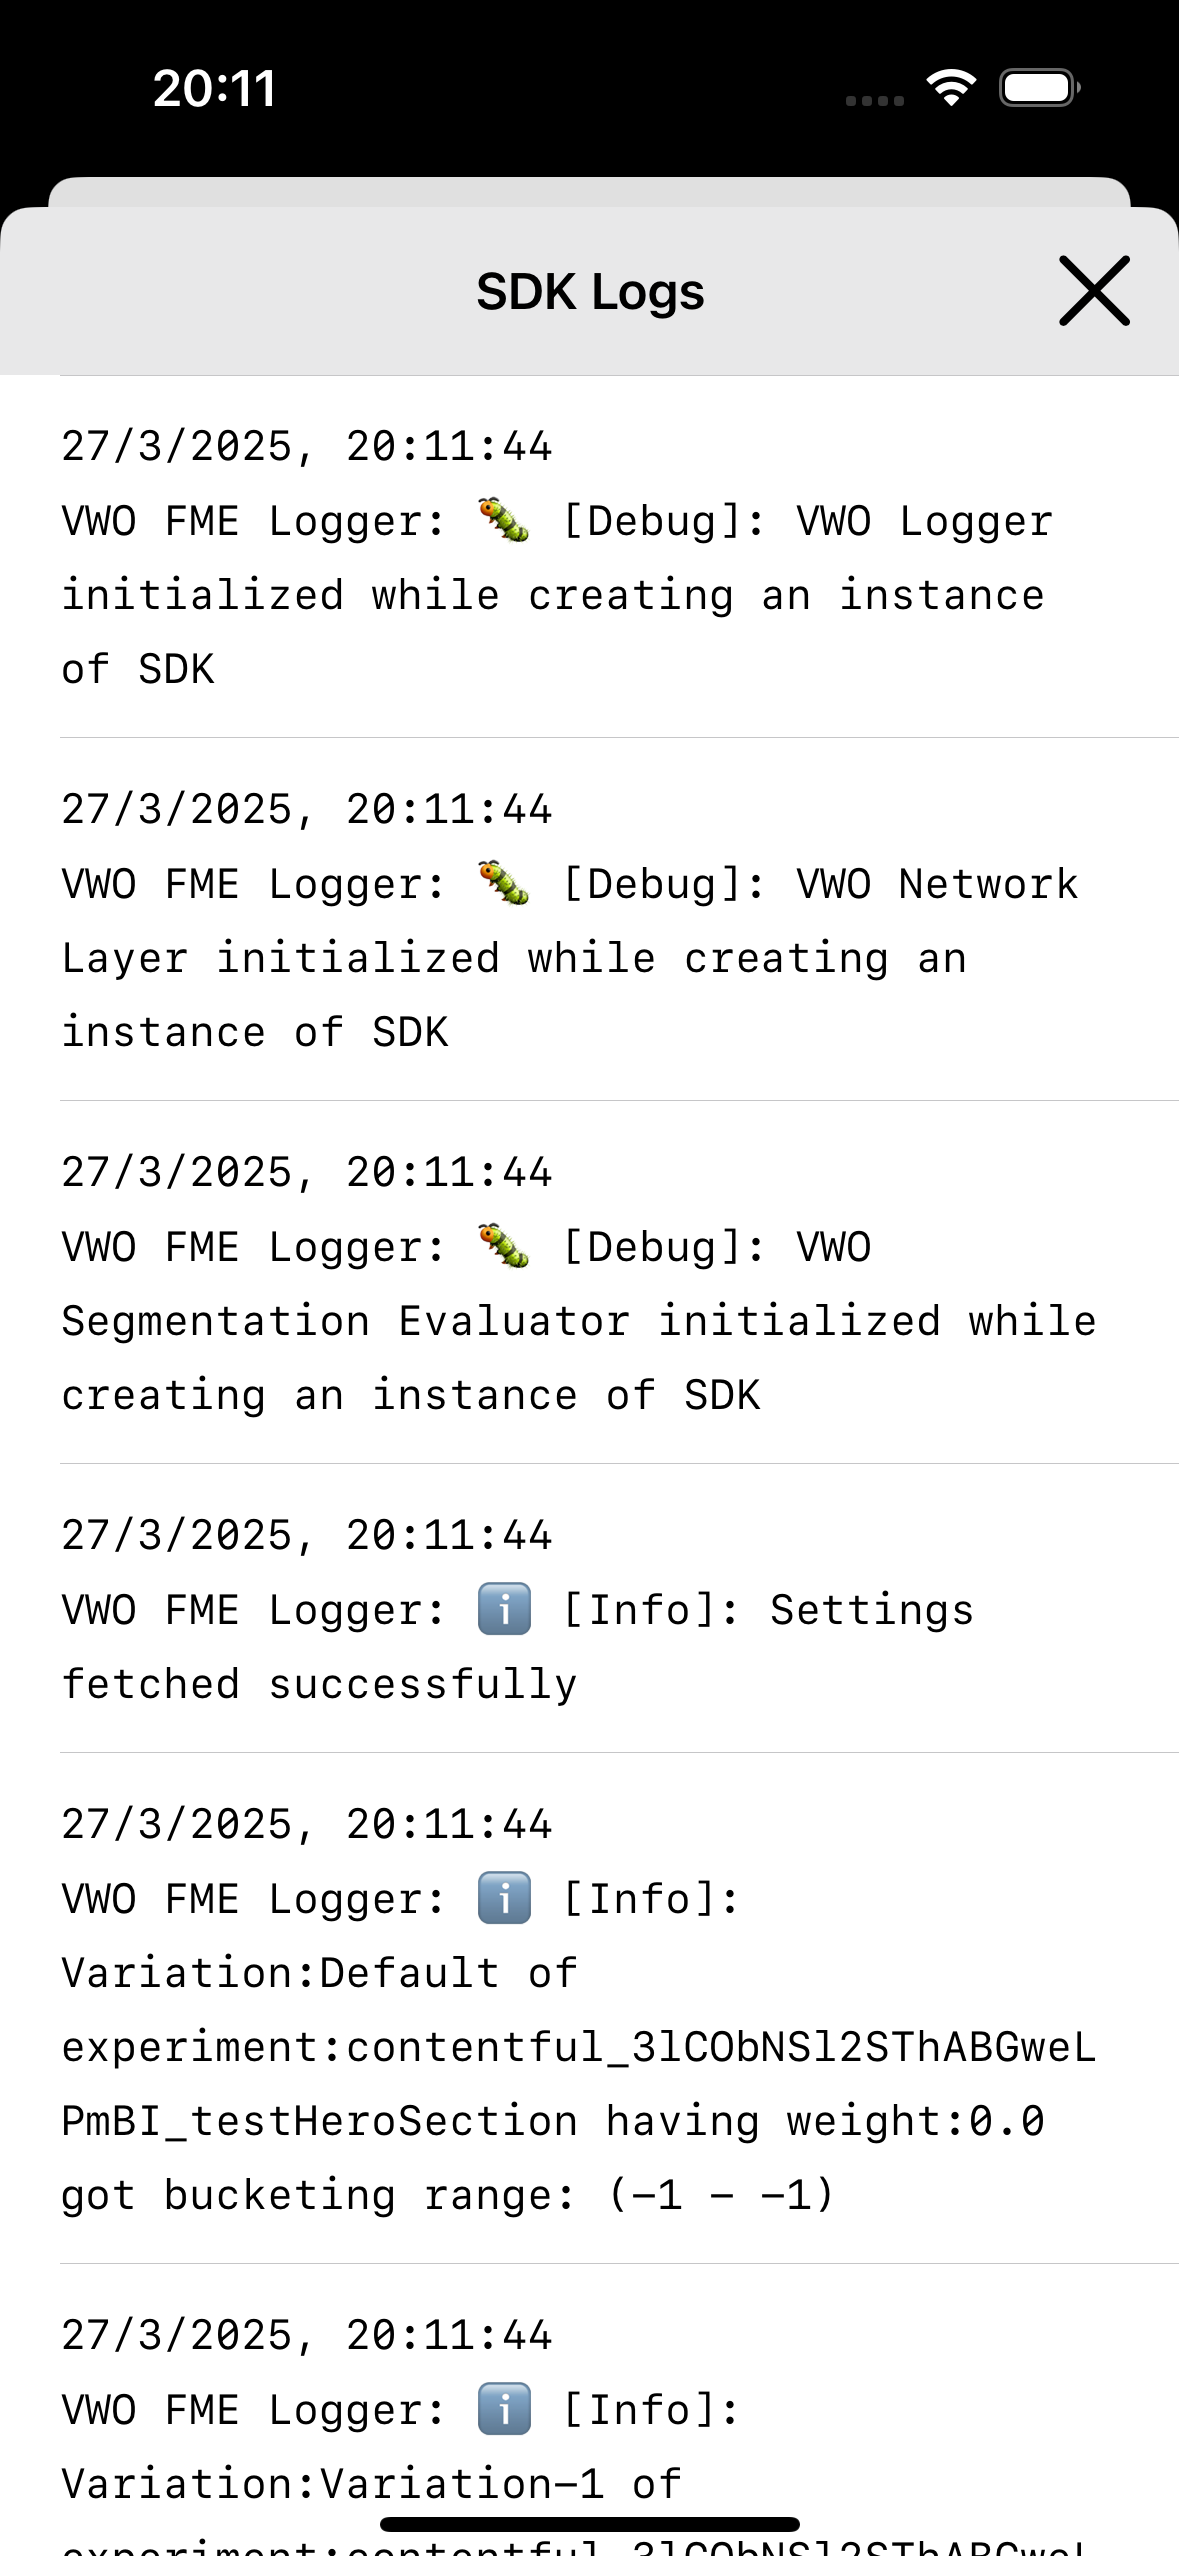 20:11
SDK Logs
27/3/2025, 20:11:44
VWO FME Logger: 🐛 [Debug]: VWO Logger
initialized while creating an instance
of SDK
27/3/2025, 20:11:44
VWO FME Logger: 🐛 [Debug]: VWO Network
Layer initialized while creating an
instance of SDK
27/3/2025, 20:11:44
VWO FME Logger: 🐛 [Debug]: VWO
Segmentation Evaluator initialized while
creating an instance of SDK
27/3/2025, 20:11:44
VWO FME Logger: ℹ️ [Info]: Settings
fetched successfully
27/3/2025, 20:11:44
VWO FME Logger: ℹ️ [Info]:
Variation:Default of
experiment:contentful_3lCObNSl2SThABGweL
PmBI_testHeroSection having weight:0.0
got bucketing range: (-1 - -1)
27/3/2025, 20:11:44
VWO FME Logger: ℹ️ [Info]:
Variation:Variation-1 of
experiment:contentful_3lCObNSl2SThABGweL